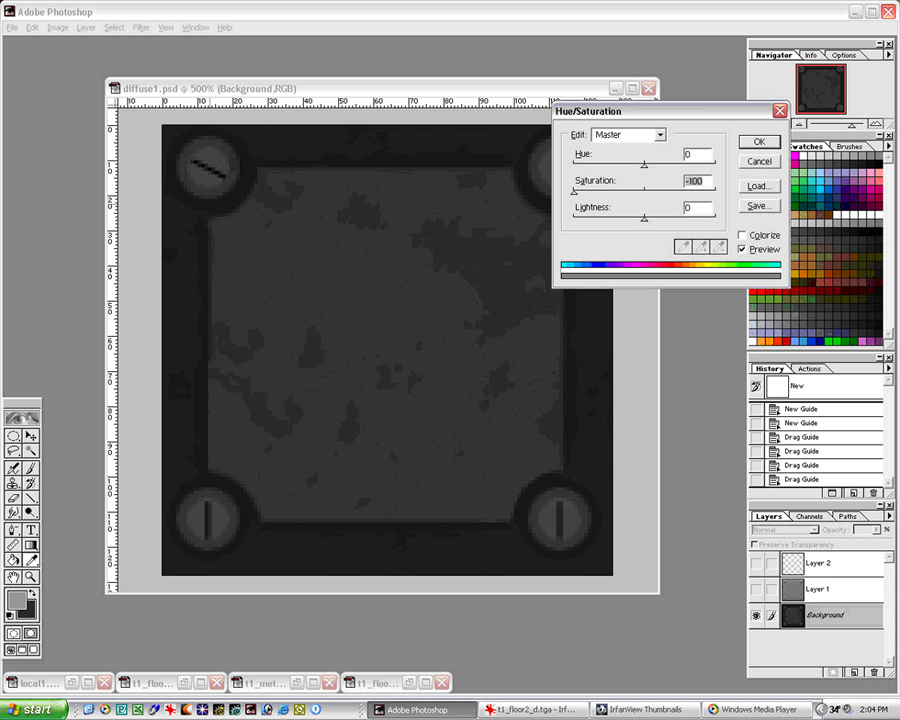 Adobe Photoshop
File Edit Image Layer Select Filter View Window Help
diffuse1.psd @ 500% (Background,RGB)
Navigator Info Options
Hue/Saturation
Edit: Master
Hue: 0
Saturation: -100
Lightness: 0
OK
Cancel
Load...
Save...
Colorize
Preview
Swatches Brushes
History Actions
New
New Guide
New Guide
Drag Guide
Drag Guide
Drag Guide
Drag Guide
Layers Channels Paths
Normal Opacity: %
Preserve Transparency
Layer 2
Layer 1
Background
local1.... t1_floo... t1_met... t1_floo...
start Adobe Photoshop t1_floor2_d.tga - Irf... IrfanView Thumbnails Windows Media Player 34° 2:04 PM